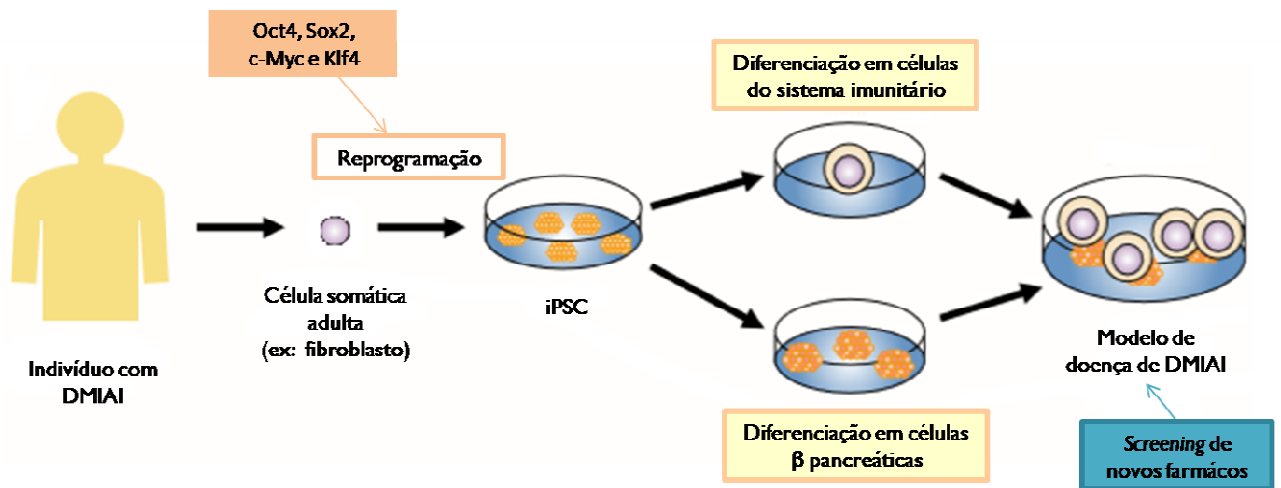 Oct4, Sox2,
c-Myc e Klf4
Reprogramação
Diferenciação em células
do sistema imunitário
Indivíduo com
DMIAI
Célula somática
adulta
(ex: fibroblasto)
iPSC
Diferenciação em células
β pancreáticas
Modelo de
doença de DMIAI
Screening de
novos farmácos